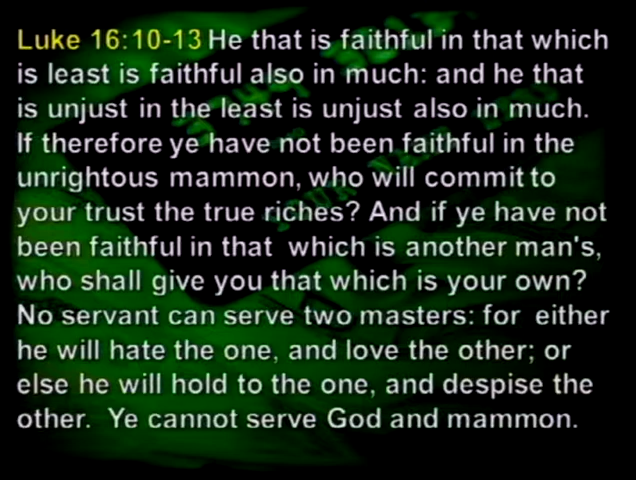 Luke 16:10-13 He that is faithful in that which
is least is faithful also in much: and he that
is unjust in the least is unjust also in much.
If therefore ye have not been faithful in the
unrightous mammon, who will commit to
your trust the true riches? And if ye have not
been faithful in that which is another man's,
who shall give you that which is your own?
No servant can serve two masters: for either
he will hate the one, and love the other; or
else he will hold to the one, and despise the
other. Ye cannot serve God and mammon.